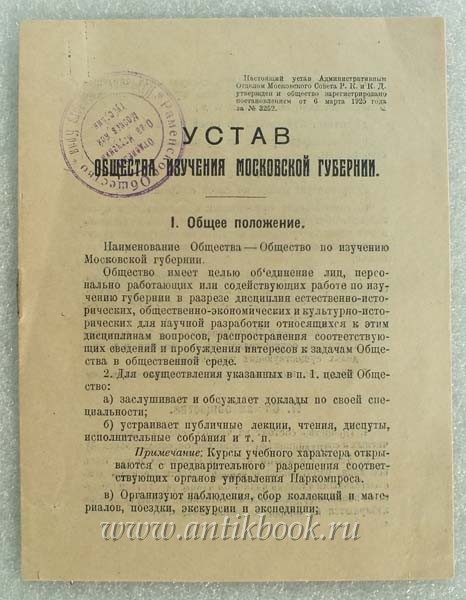 Настоящий устав Административным
Отделом Московского Совета Р. К. и К. Д.
утвержден и общество зарегистрировано
постановлением от 6 марта 1925 года
за № 3252.
УСТАВ
ОБЩЕСТВА ИЗУЧЕНИЯ МОСКОВСКОЙ ГУБЕРНИИ.
I. Общее положение.
Наименование Общества — Общество по изучению
Московской губернии.
Общество имеет целью об'единение лиц, персо-
нально работающих или содействующих работе по изу-
чению губернии в разрезе дисциплин естественно-исто-
рических, общественно-экономических и культурно-исто-
рических для научной разработки относящихся к этим
дисциплинам вопросов, распространения соответствую-
щих сведений и пробуждения интересов к задачам Обще-
ства в общественной среде.
2. Для осуществления указанных в п. 1. целей Обще-
ство:
а) заслушивает и обсуждает доклады по своей спе-
циальности;
б) устраивает публичные лекции, чтения, диспуты,
исполнительные собрания и т. п.
Примечание: Курсы учебного характера откры-
ваются с предварительного разрешения соответ-
ствующих органов управления Наркомпроса.
в) Организуют наблюдения, сбор коллекций и мате-
риалов, поездки, экскурсии и экспедиции;
www.antikbook.ru
Раменское Общество